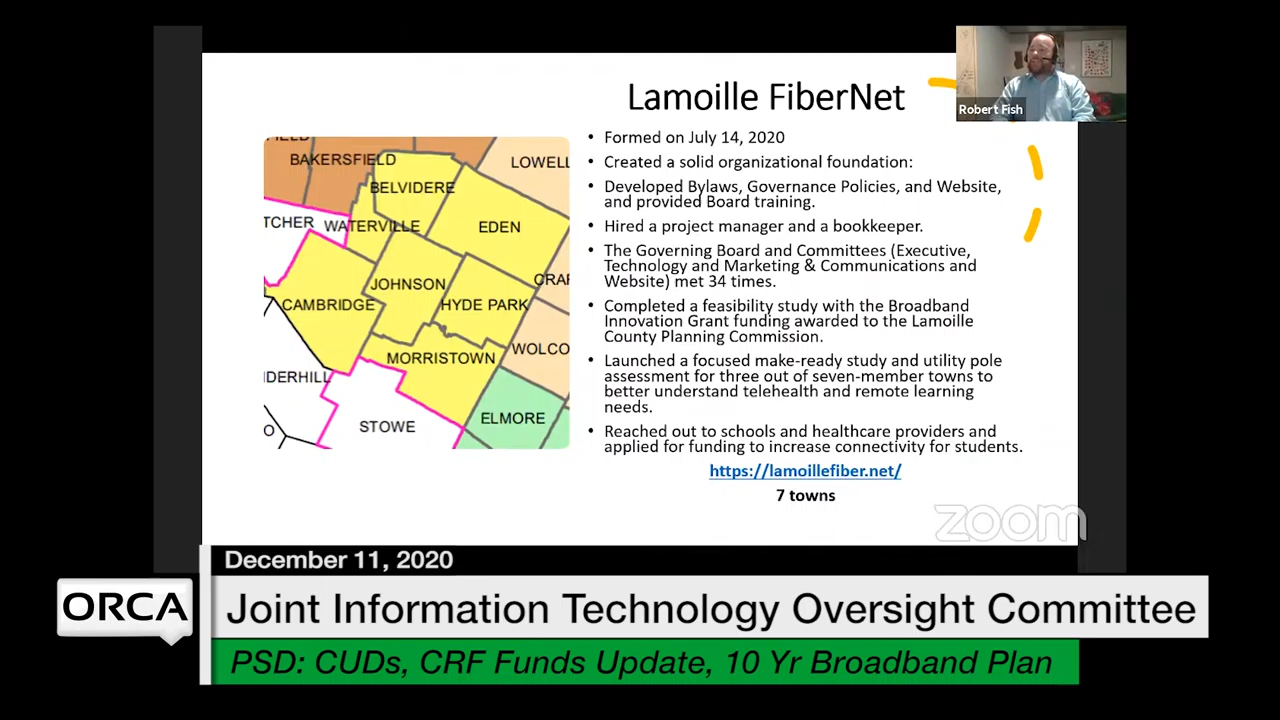 Lamoille FiberNet
Robert Fish
• Formed on July 14, 2020
• Created a solid organizational foundation:
• Developed Bylaws, Governance Policies, and Website,
and provided Board training.
• Hired a project manager and a bookkeeper.
• The Governing Board and Committees (Executive,
Technology and Marketing & Communications and
Website) met 34 times.
• Completed a feasibility study with the Broadband
Innovation Grant funding awarded to the Lamoille
County Planning Commission.
• Launched a focused make-ready study and utility pole
assessment for three out of seven-member towns to
better understand telehealth and remote learning
needs.
• Reached out to schools and healthcare providers and
applied for funding to increase connectivity for students.
https://lamoillefiber.net/
7 towns
BAKERSFIELD
LOWELL
BELVIDERE
TCHER
WATERVILLE
EDEN
CRAF
JOHNSON
CAMBRIDGE
HYDE PARK
WOLCO
MORRISTOWN
DERHILL
ELMORE
STOWE
O
zoom
December 11, 2020
ORCA
Joint Information Technology Oversight Committee
PSD: CUDs, CRF Funds Update, 10 Yr Broadband Plan